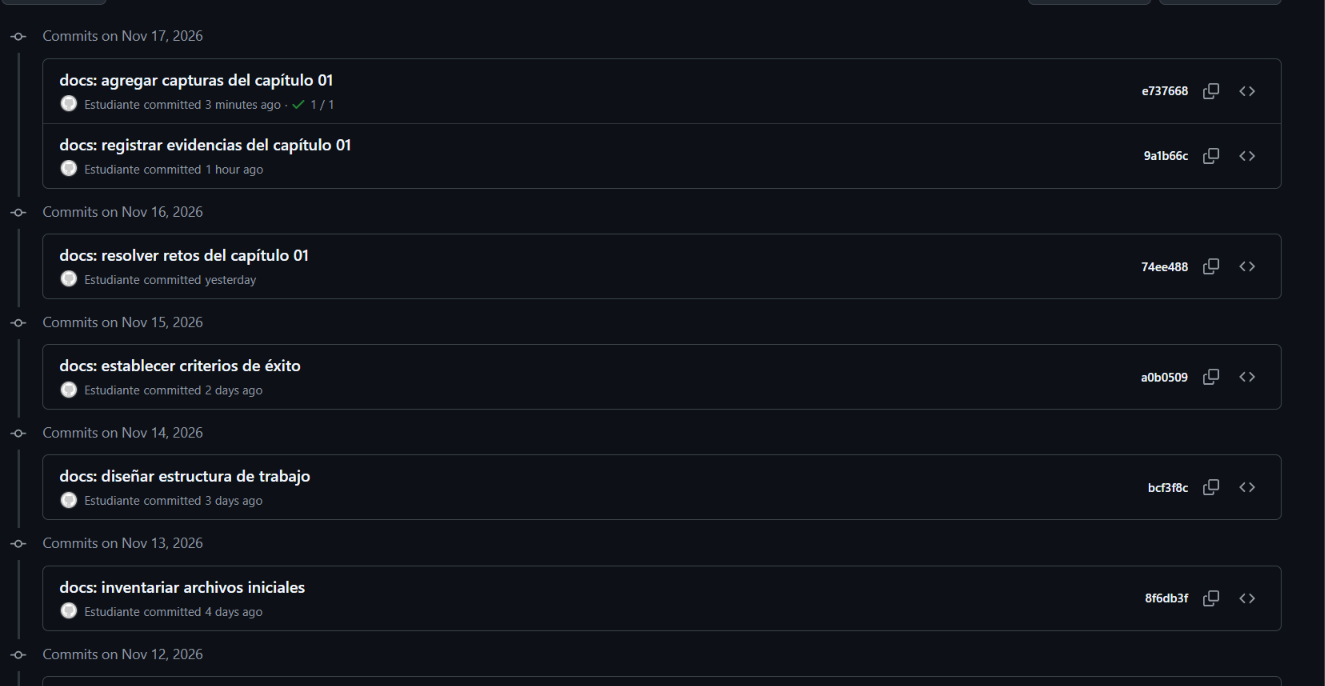 Commits on Nov 17, 2026
docs: agregar capturas del capítulo 01
Estudiante committed 3 minutes ago · ✓ 1 / 1
e737668
docs: registrar evidencias del capítulo 01
Estudiante committed 1 hour ago
9a1b66c
Commits on Nov 16, 2026
docs: resolver retos del capítulo 01
Estudiante committed yesterday
74ee488
Commits on Nov 15, 2026
docs: establecer criterios de éxito
Estudiante committed 2 days ago
a0b0509
Commits on Nov 14, 2026
docs: diseñar estructura de trabajo
Estudiante committed 3 days ago
bcf3f8c
Commits on Nov 13, 2026
docs: inventariar archivos iniciales
Estudiante committed 4 days ago
8f6db3f
Commits on Nov 12, 2026